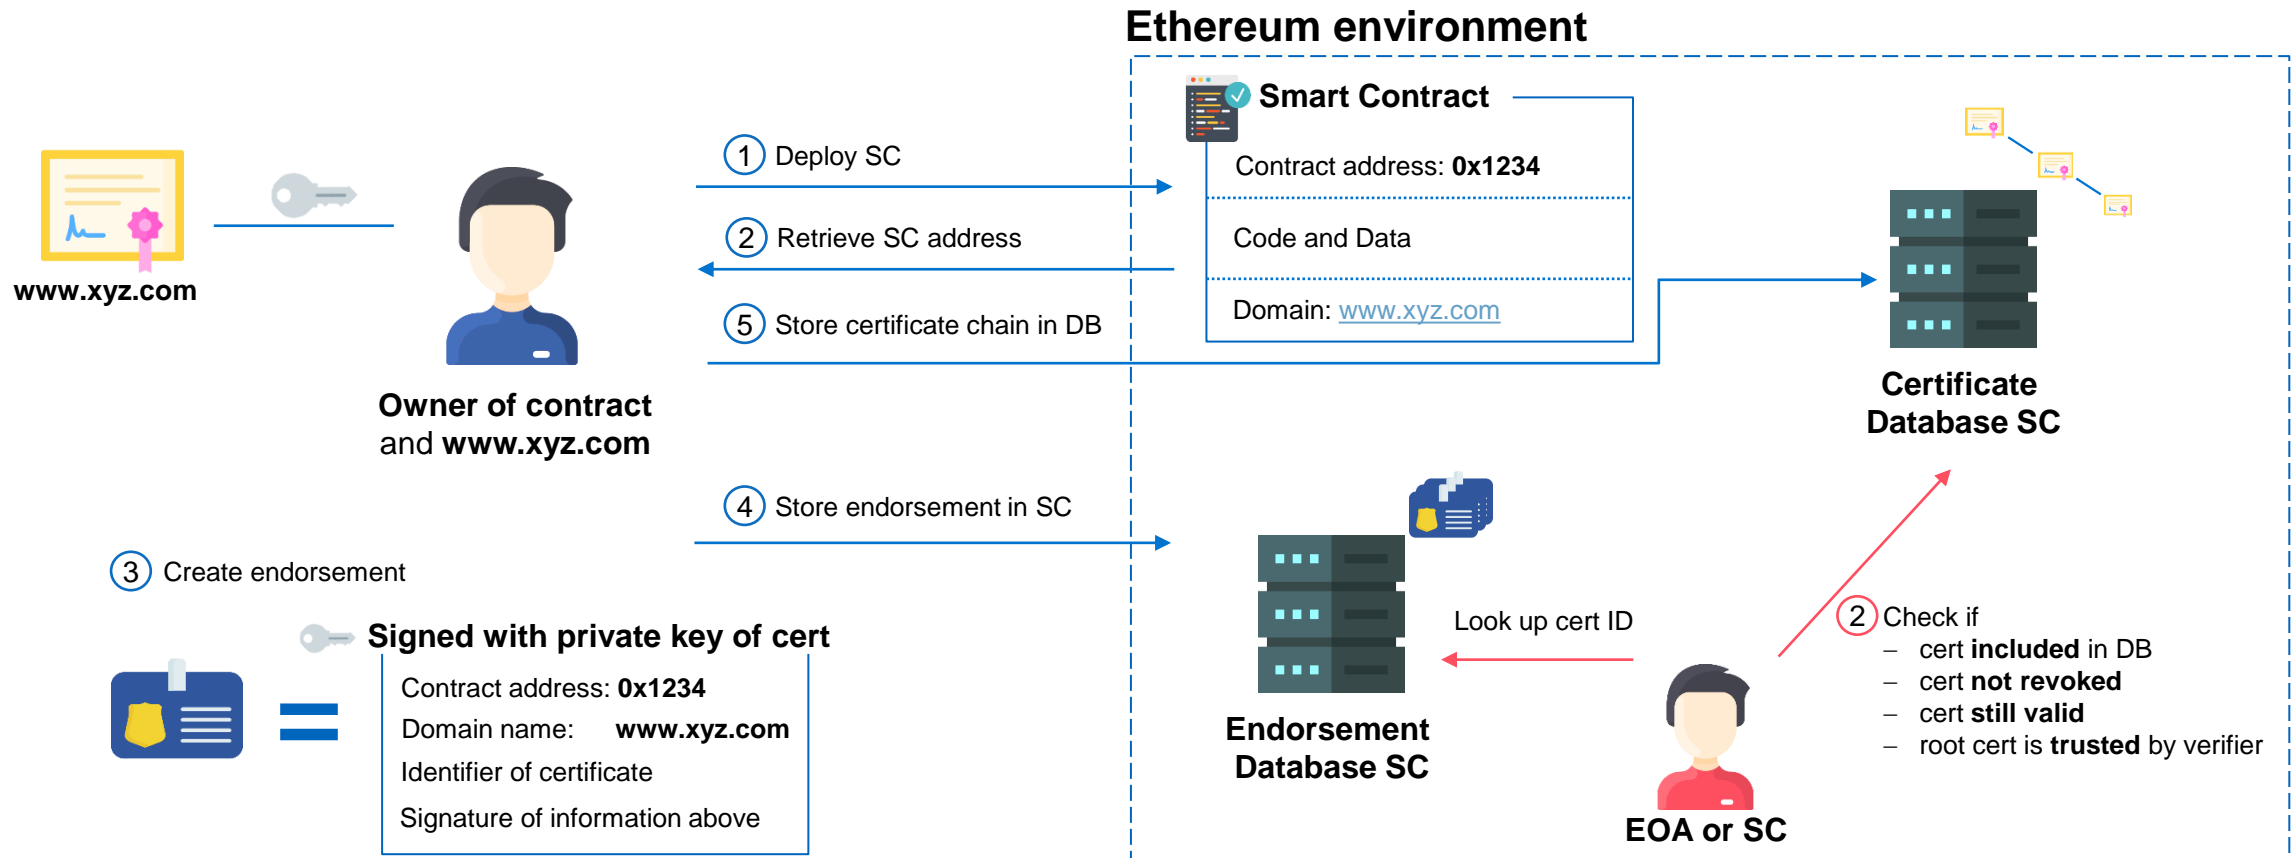 Ethereum environment
Smart Contract
Contract address: 0x1234
Code and Data
Domain: www.xyz.com
1 Deploy SC
2 Retrieve SC address
5 Store certificate chain in DB
www.xyz.com
Owner of contract
and www.xyz.com
Certificate
Database SC
4 Store endorsement in SC
3 Create endorsement
Signed with private key of cert
Contract address: 0x1234
Domain name: www.xyz.com
Identifier of certificate
Signature of information above
Endorsement
Database SC
Look up cert ID
EOA or SC
2 Check if
– cert included in DB
– cert not revoked
– cert still valid
– root cert is trusted by verifier